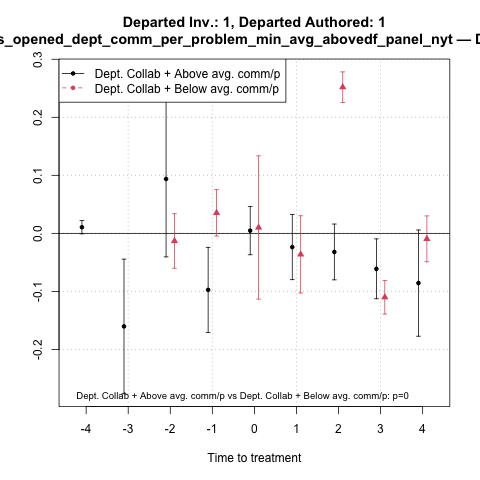 Departed Inv.: 1, Departed Authored: 1
s_opened_dept_comm_per_problem_min_avg_abovedf_panel_nyt — D
Dept. Collab + Above avg. comm/p
Dept. Collab + Below avg. comm/p
0.3
0.2
0.1
0.0
-0.1
-0.2
Dept. Collab + Above avg. comm/p vs Dept. Collab + Below avg. comm/p: p=0
-4 -3 -2 -1 0 1 2 3 4
Time to treatment